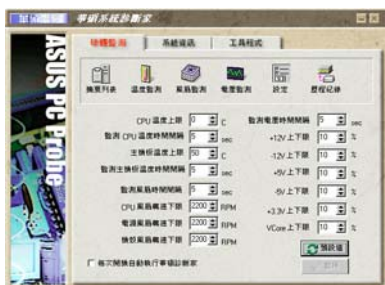 華碩系統診斷家
ASUS PC Probe
硬體監測 系統資訊 工具程式
摘要列表 溫度監測 風扇監測 電壓監測 設定 歷程紀錄
CPU 溫度上限 0 C
監測 CPU 溫度時間間隔 5 sec
主機板溫度上限 50 C
監測主機板溫度時間間隔 5 sec
監測風扇時間間隔 5 sec
CPU 風扇轉速下限 2200 RPM
電源風扇轉速下限 2200 RPM
機殼風扇轉速下限 2200 RPM
監測電壓時間間隔 5 sec
+12V 上下限 10 %
-12V 上下限 10 %
+5V 上下限 10 %
-5V 上下限 10 %
+3.3V 上下限 10 %
VCore 上下限 10 %
預設值
每次開機自動執行華碩診斷家